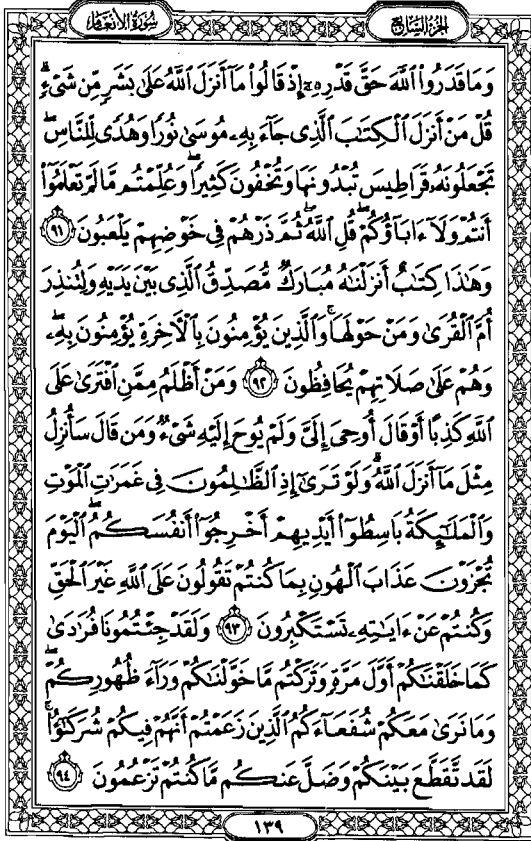 سُورَةُ الأَنعَام
الجزء السابع
وَمَا قَدَرُوا۟ ٱللَّهَ حَقَّ قَدْرِهِۦٓ إِذْ قَالُوا۟ مَآ أَنزَلَ ٱللَّهُ عَلَىٰ بَشَرٍ مِّن شَىْءٍۗ
قُلْ مَنْ أَنزَلَ ٱلْكِتَـٰبَ ٱلَّذِى جَآءَ بِهِۦ مُوسَىٰ نُورًا وَهُدًى لِّلنَّاسِۖ
تَجْعَلُونَهُۥ قَرَاطِيسَ تُبْدُونَهَا وَتُخْفُونَ كَثِيرًاۖ وَعُلِّمْتُم مَّا لَمْ تَعْلَمُوٓا۟
أَنتُمْ وَلَآ ءَابَآؤُكُمْۖ قُلِ ٱللَّهُۖ ثُمَّ ذَرْهُمْ فِى خَوْضِهِمْ يَلْعَبُونَ ٩١
وَهَـٰذَا كِتَـٰبٌ أَنزَلْنَـٰهُ مُبَارَكٌ مُّصَدِّقُ ٱلَّذِى بَيْنَ يَدَيْهِ وَلِتُنذِرَ
أُمَّ ٱلْقُرَىٰ وَمَنْ حَوْلَهَاۚ وَٱلَّذِينَ يُؤْمِنُونَ بِٱلْـَٔاخِرَةِ يُؤْمِنُونَ بِهِۦۖ
وَهُمْ عَلَىٰ صَلَاتِهِمْ يُحَافِظُونَ ٩٢ وَمَنْ أَظْلَمُ مِمَّنِ ٱفْتَرَىٰ عَلَى
ٱللَّهِ كَذِبًا أَوْ قَالَ أُوحِىَ إِلَىَّ وَلَمْ يُوحَ إِلَيْهِ شَىْءٌ وَمَن قَالَ سَأُنزِلُ
مِثْلَ مَآ أَنزَلَ ٱللَّهُۗ وَلَوْ تَرَىٰٓ إِذِ ٱلظَّـٰلِمُونَ فِى غَمَرَٰتِ ٱلْمَوْتِ
وَٱلْمَلَـٰٓئِكَةُ بَاسِطُوٓا۟ أَيْدِيهِمْ أَخْرِجُوٓا۟ أَنفُسَكُمُۖ ٱلْيَوْمَ
تُجْزَوْنَ عَذَابَ ٱلْهُونِ بِمَا كُنتُمْ تَقُولُونَ عَلَى ٱللَّهِ غَيْرَ ٱلْحَقِّ
وَكُنتُمْ عَنْ ءَايَـٰتِهِۦ تَسْتَكْبِرُونَ ٩٣ وَلَقَدْ جِئْتُمُونَا فُرَٰدَىٰ
كَمَا خَلَقْنَـٰكُمْ أَوَّلَ مَرَّةٍ وَتَرَكْتُم مَّا خَوَّلْنَـٰكُمْ وَرَآءَ ظُهُورِكُمْۖ
وَمَا نَرَىٰ مَعَكُمْ شُفَعَآءَكُمُ ٱلَّذِينَ زَعَمْتُمْ أَنَّهُمْ فِيكُمْ شُرَكَـٰٓؤُا۟ۚ
لَقَد تَّقَطَّعَ بَيْنَكُمْ وَضَلَّ عَنكُم مَّا كُنتُمْ تَزْعُمُونَ ٩٤
١٣٩